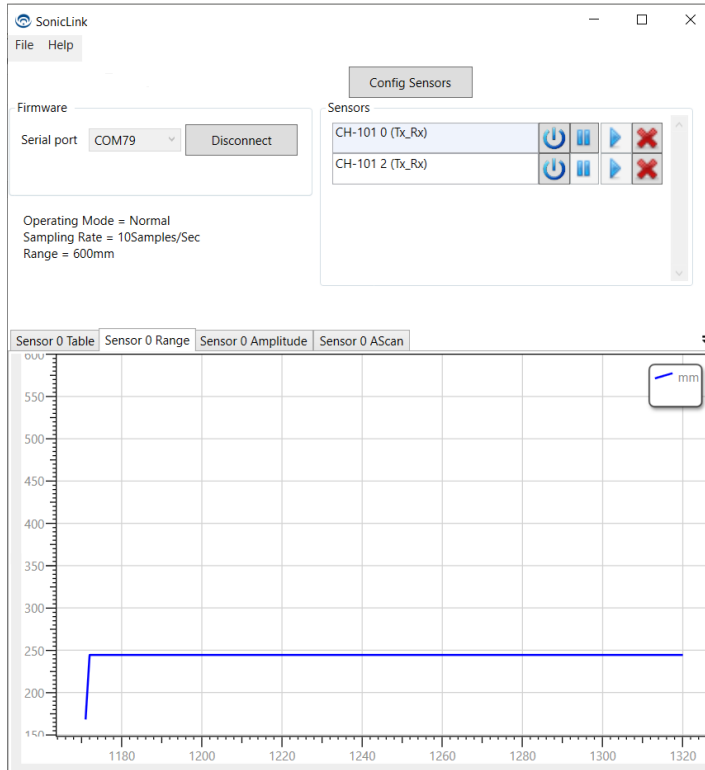 SonicLink
File Help
Config Sensors
Firmware
Serial port COM79 Disconnect
Sensors
CH-101 0 (Tx_Rx)
CH-101 2 (Tx_Rx)
Operating Mode = Normal
Sampling Rate = 10Samples/Sec
Range = 600mm
Sensor 0 Table Sensor 0 Range Sensor 0 Amplitude Sensor 0 AScan
mm
600
550
500
450
400
350
300
250
200
150
1180 1200 1220 1240 1260 1280 1300 1320